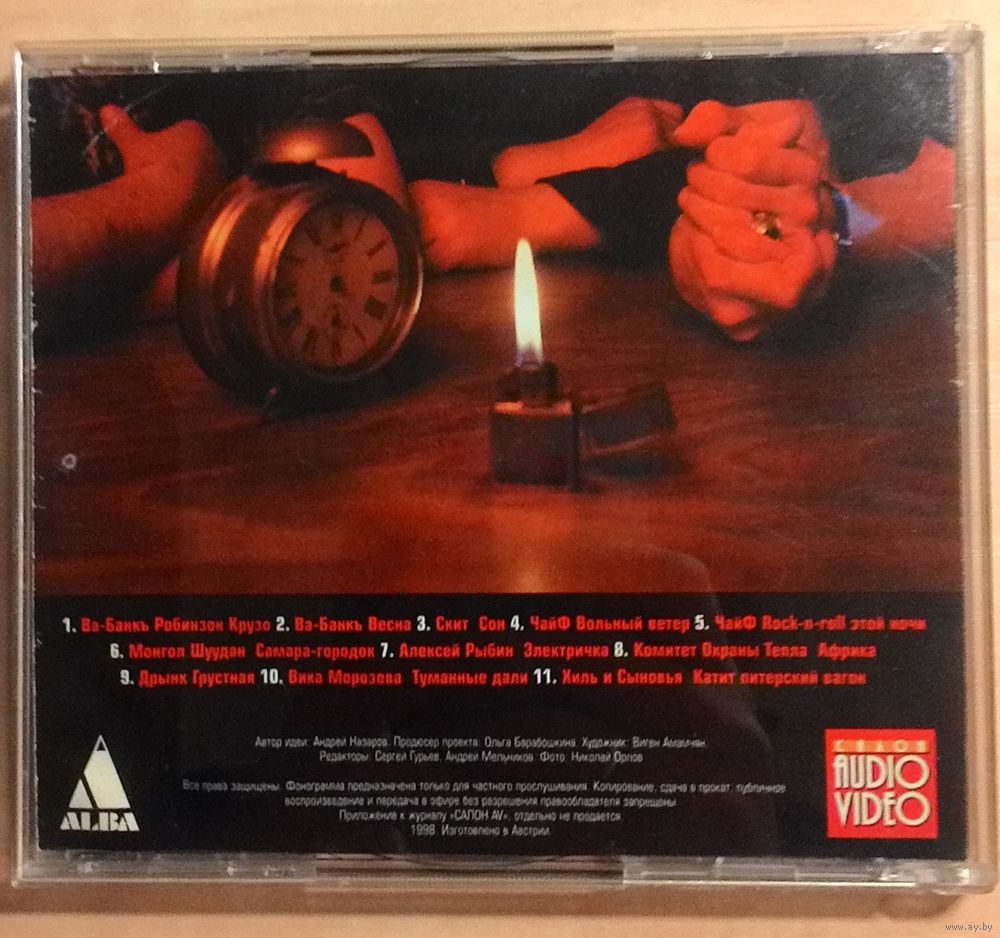 1. Ва-Банкъ Робинзон Крузо 2. Ва-Банкъ Весна 3. Скит Сон 4. ЧайФ Вольный ветер 5. ЧайФ Rock-n-roll этой ночи
6. Монгол Шуудан Самара-городок 7. Алексей Рыбин Электричка 8. Комитет Охраны Тепла Африка
9. Дрынк Грустная 10. Вика Морозова Туманные дали 11. Хиль и Сыновья Катит питерский вагон
Автор идеи: Андрей Назаров. Продюсер проекта: Ольга Барабошкина. Художник: Виген Амамчян.
Редакторы: Сергей Гурьев, Андрей Мельников. Фото: Николай Орлов
Все права защищены. Фонограмма предназначена только для частного прослушивания. Копирование, сдача в прокат, публичное
воспроизведение и передача в эфире без разрешения правообладателя запрещены
Приложение к журналу «САЛОН AV», отдельно не продается.
1998. Изготовлено в Австрии.
ALBA
САЛОН
AUDIO
VIDEO
www.ay.by